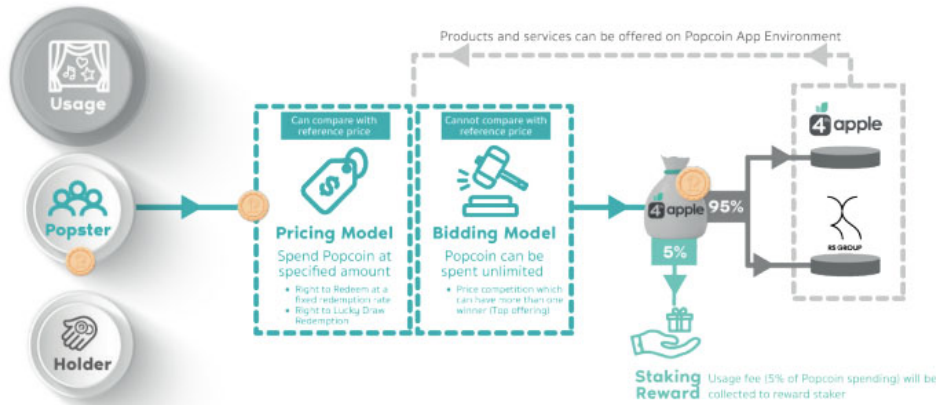 Products and services can be offered on Popcoin App Environment
Usage
Popster
Holder
Can compare with
reference price
$
Pricing Model
Spend Popcoin at
specified amount
• Right to Redeem at a
fixed redemption rate
• Right to Lucky Draw
Redemption
Cannot compare with
reference price
Bidding Model
Popcoin can be
spent unlimited
• Price competition which
can have more than one
winner (Top offering)
4 apple
95%
5%
4 apple
RS GROUP
Staking
Reward
Usage fee (5% of Popcoin spending) will be
collected to reward staker